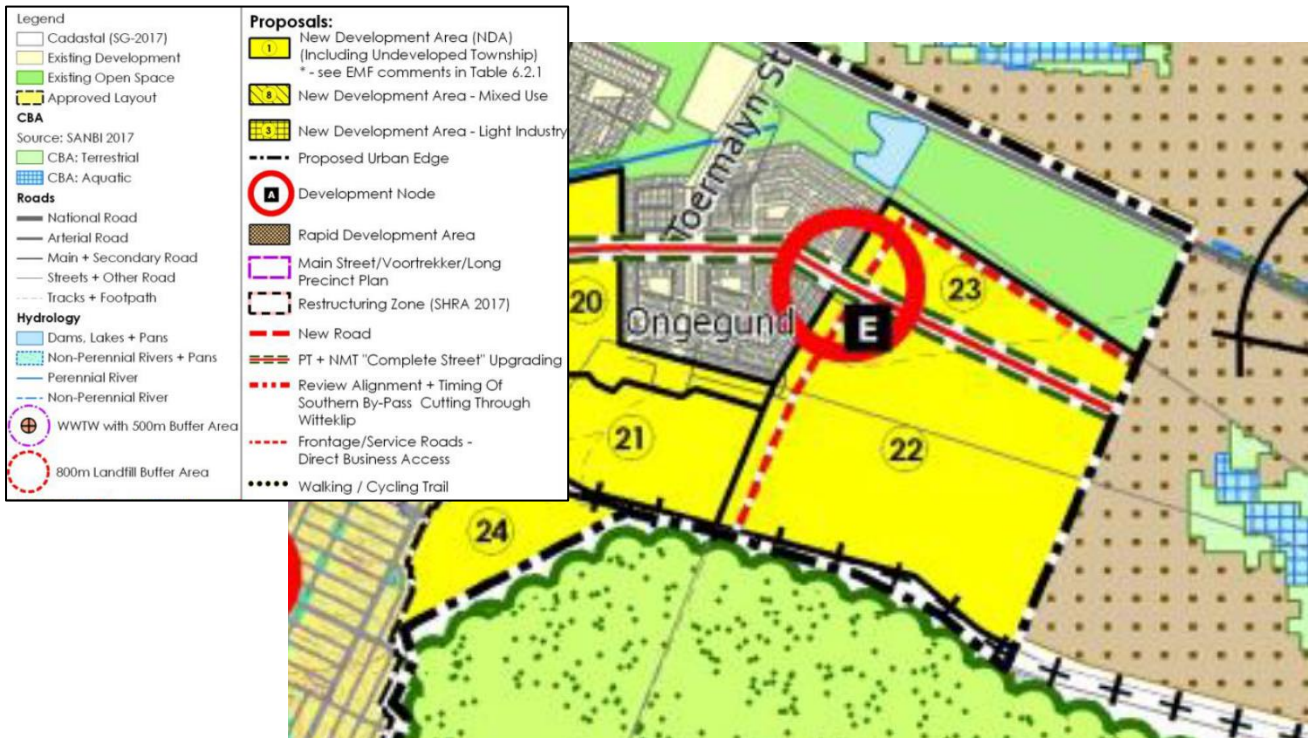 Legend
Cadastal (SG-2017)
Existing Development
Existing Open Space
Approved Layout
CBA
Source: SANBI 2017
CBA: Terrestrial
CBA: Aquatic
Roads
National Road
Arterial Road
Main + Secondary Road
Streets + Other Road
Tracks + Footpath
Hydrology
Dams, Lakes + Pans
Non-Perennial Rivers + Pans
Perennial River
Non-Perennial River
WWTW with 500m Buffer Area
800m Landfill Buffer Area
Proposals:
1
New Development Area (NDA)
(Including Undeveloped Township)
* - see EMF comments in Table 6.2.1
8
New Development Area - Mixed Use
3
New Development Area - Light Industry
Proposed Urban Edge
A
Development Node
Rapid Development Area
Main Street/Voortrekker/Long
Precinct Plan
Restructuring Zone (SHRA 2017)
New Road
PT + NMT "Complete Street" Upgrading
Review Alignment + Timing Of
Southern By-Pass Cutting Through
Witteklip
Frontage/Service Roads -
Direct Business Access
Walking / Cycling Trail
Toermalyn St
23
20
Ongegund
E
21
22
24